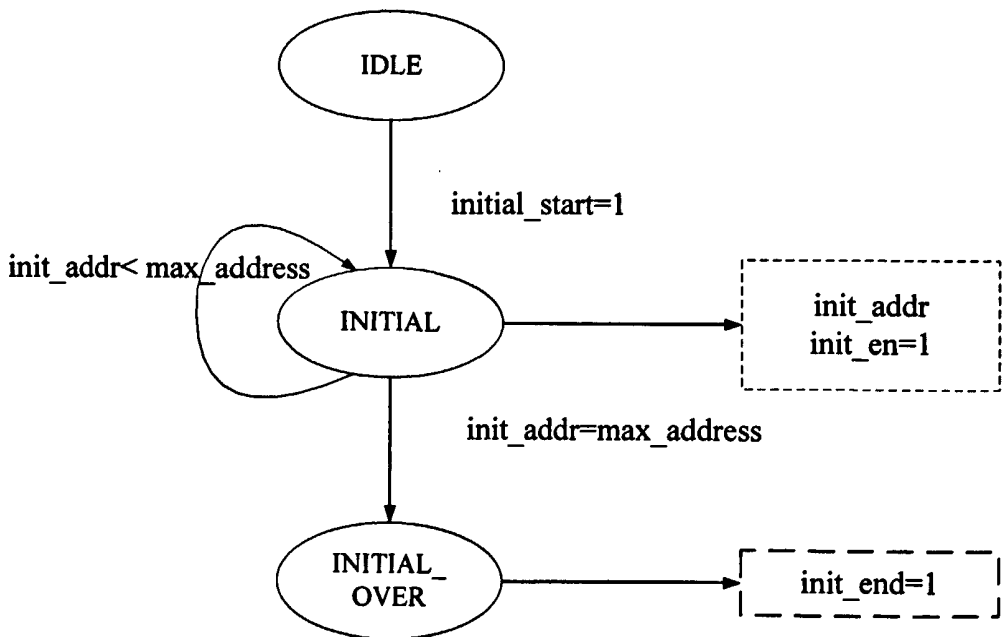 IDLE
initial_start=1
init_addr< max_address
INITIAL
init_addr
init_en=1
init_addr=max_address
INITIAL_
OVER
init_end=1